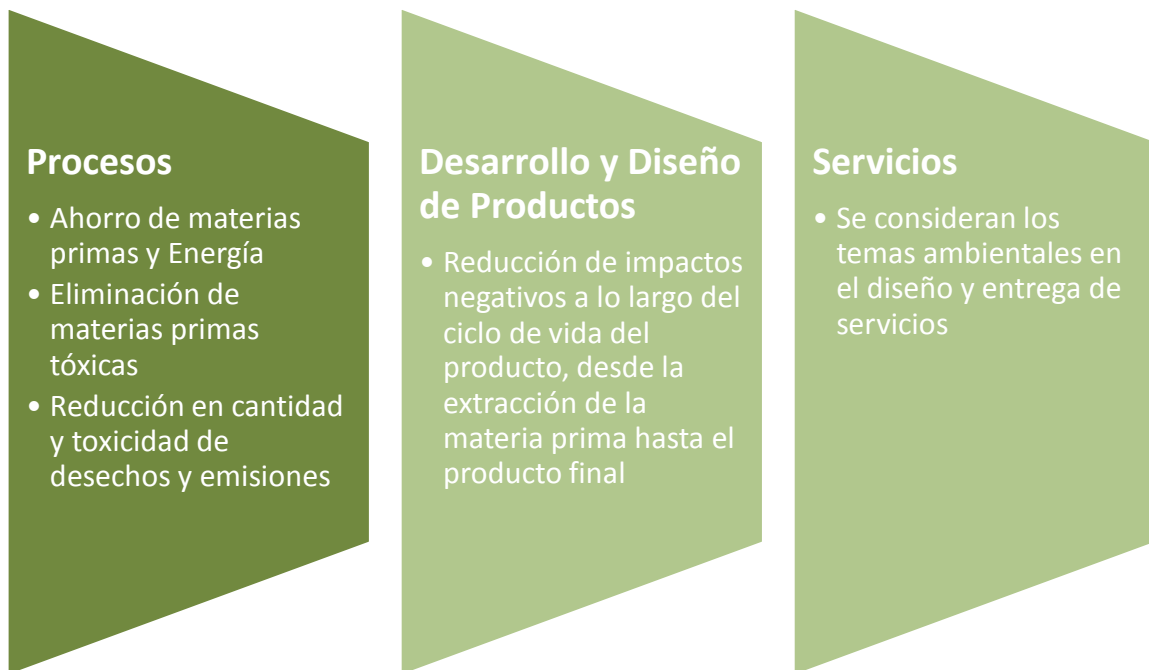 Procesos
• Ahorro de materias
primas y Energía
• Eliminación de
materias primas
tóxicas
• Reducción en cantidad
y toxicidad de
desechos y emisiones
Desarrollo y Diseño
de Productos
• Reducción de impactos
negativos a lo largo del
ciclo de vida del
producto, desde la
extracción de la
materia prima hasta el
producto final
Servicios
• Se consideran los
temas ambientales en
el diseño y entrega de
servicios